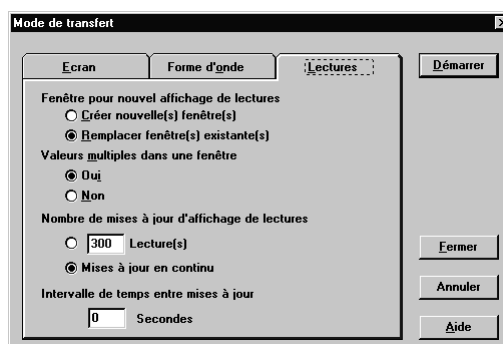 Mode de transfert
Ecran Forme d'onde Lectures Démarrer
Fenêtre pour nouvel affichage de lectures
Créer nouvelle(s) fenêtre(s)
Remplacer fenêtre(s) existante(s)
Valeurs multiples dans une fenêtre
Oui
Non
Nombre de mises à jour d'affichage de lectures
300 Lecture(s)
Fermer
Mises à jour en continu
Annuler
Intervalle de temps entre mises à jour
0 Secondes
Aide